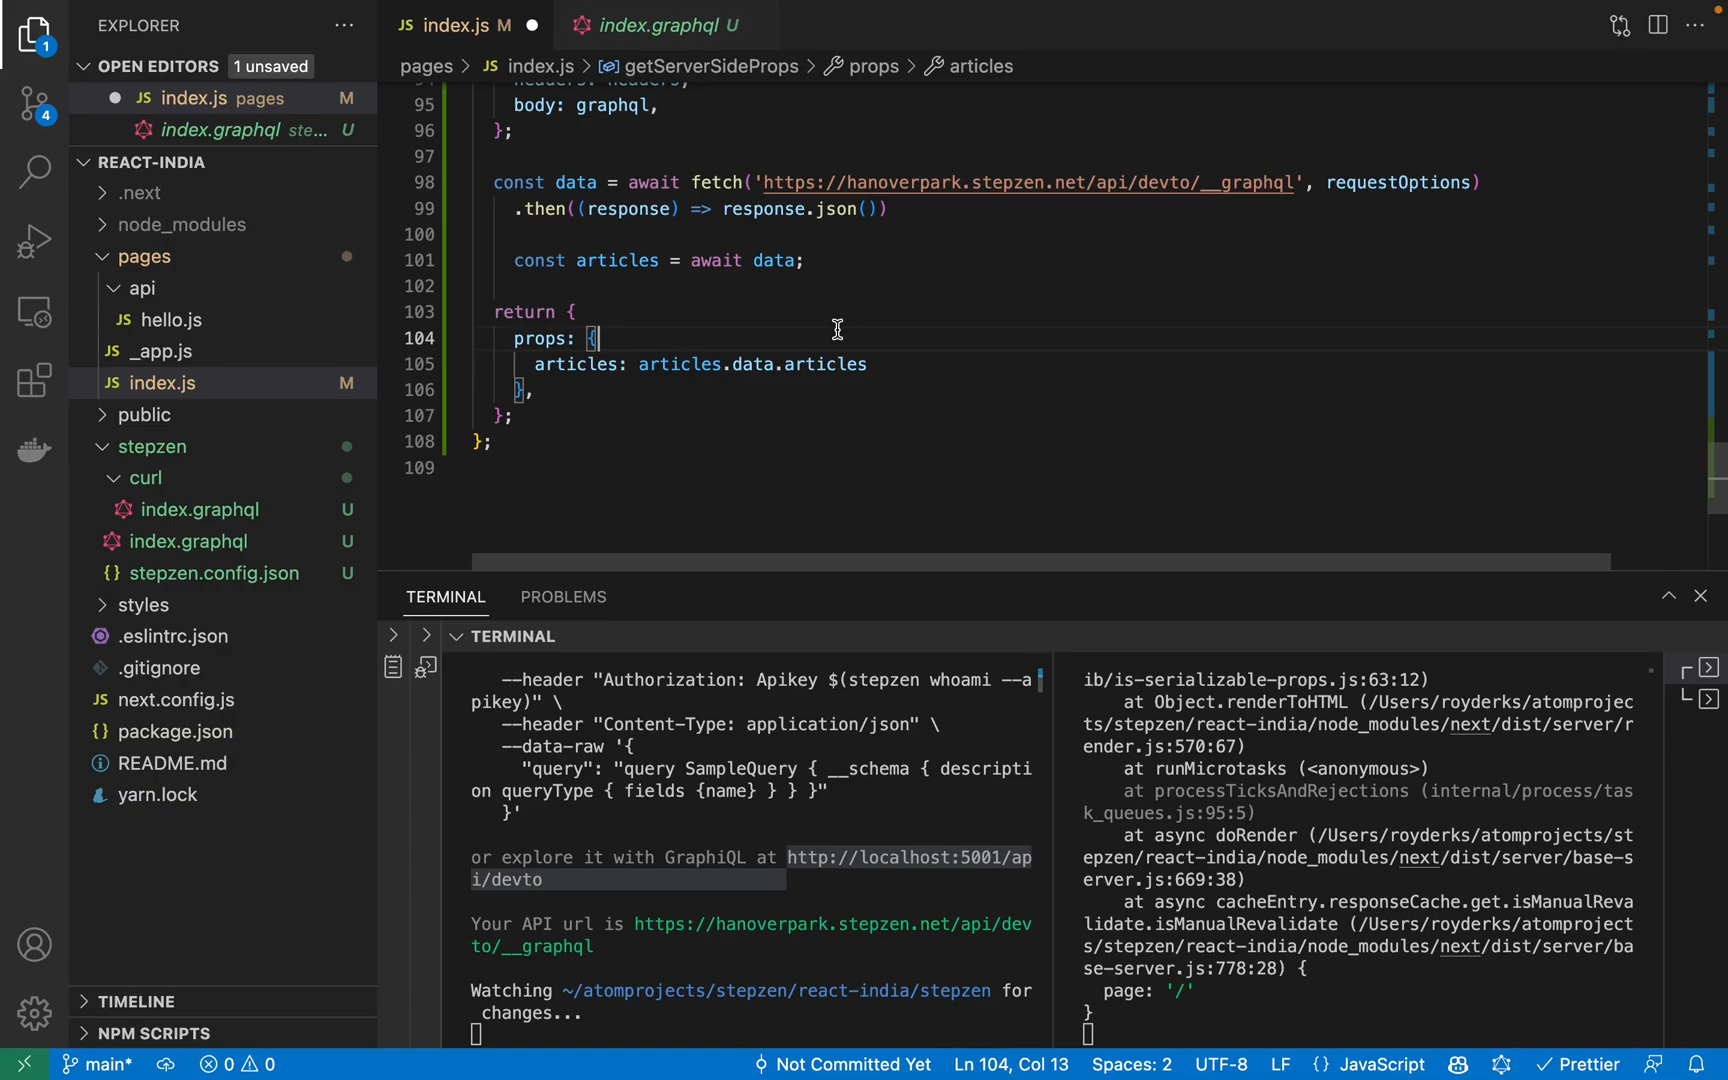 EXPLORER
OPEN EDITORS 1 unsaved
JS index.js pages M
index.graphql ste... U
REACT-INDIA
.next
node_modules
pages
api
JS hello.js
JS _app.js
JS index.js M
public
stepzen
curl
index.graphql U
index.graphql U
{} stepzen.config.json U
styles
.eslintrc.json
.gitignore
JS next.config.js
{} package.json
README.md
yarn.lock
TIMELINE
NPM SCRIPTS
1
4
JS index.js M
index.graphql U
pages > JS index.js > getServerSideProps > props > articles
headers: headers,
95 body: graphql,
96 };
97
98 const data = await fetch('https://hanoverpark.stepzen.net/api/devto/__graphql', requestOptions)
99 .then((response) => response.json())
100
101 const articles = await data;
102
103 return {
104 props: {
105 articles: articles.data.articles
106 },
107 };
108 };
109
TERMINAL PROBLEMS
TERMINAL
--header "Authorization: Apikey $(stepzen whoami --a
pikey)" \
--header "Content-Type: application/json" \
--data-raw '{
"query": "query SampleQuery { __schema { descripti
on queryType { fields {name} } } }"
}'
or explore it with GraphiQL at http://localhost:5001/ap
i/devto
Your API url is https://hanoverpark.stepzen.net/api/dev
to/__graphql
Watching ~/atomprojects/stepzen/react-india/stepzen for
changes...
ib/is-serializable-props.js:63:12)
at Object.renderToHTML (/Users/royderks/atomprojec
ts/stepzen/react-india/node_modules/next/dist/server/r
ender.js:570:67)
at runMicrotasks (<anonymous>)
at processTicksAndRejections (internal/process/tas
k_queues.js:95:5)
at async doRender (/Users/royderks/atomprojects/st
epzen/react-india/node_modules/next/dist/server/base-s
erver.js:669:38)
at async cacheEntry.responseCache.get.isManualReva
lidate.isManualRevalidate (/Users/royderks/atomproject
s/stepzen/react-india/node_modules/next/dist/server/ba
se-server.js:778:28) {
page: '/'
}
main* 0 0 Not Committed Yet Ln 104, Col 13 Spaces: 2 UTF-8 LF {} JavaScript Prettier